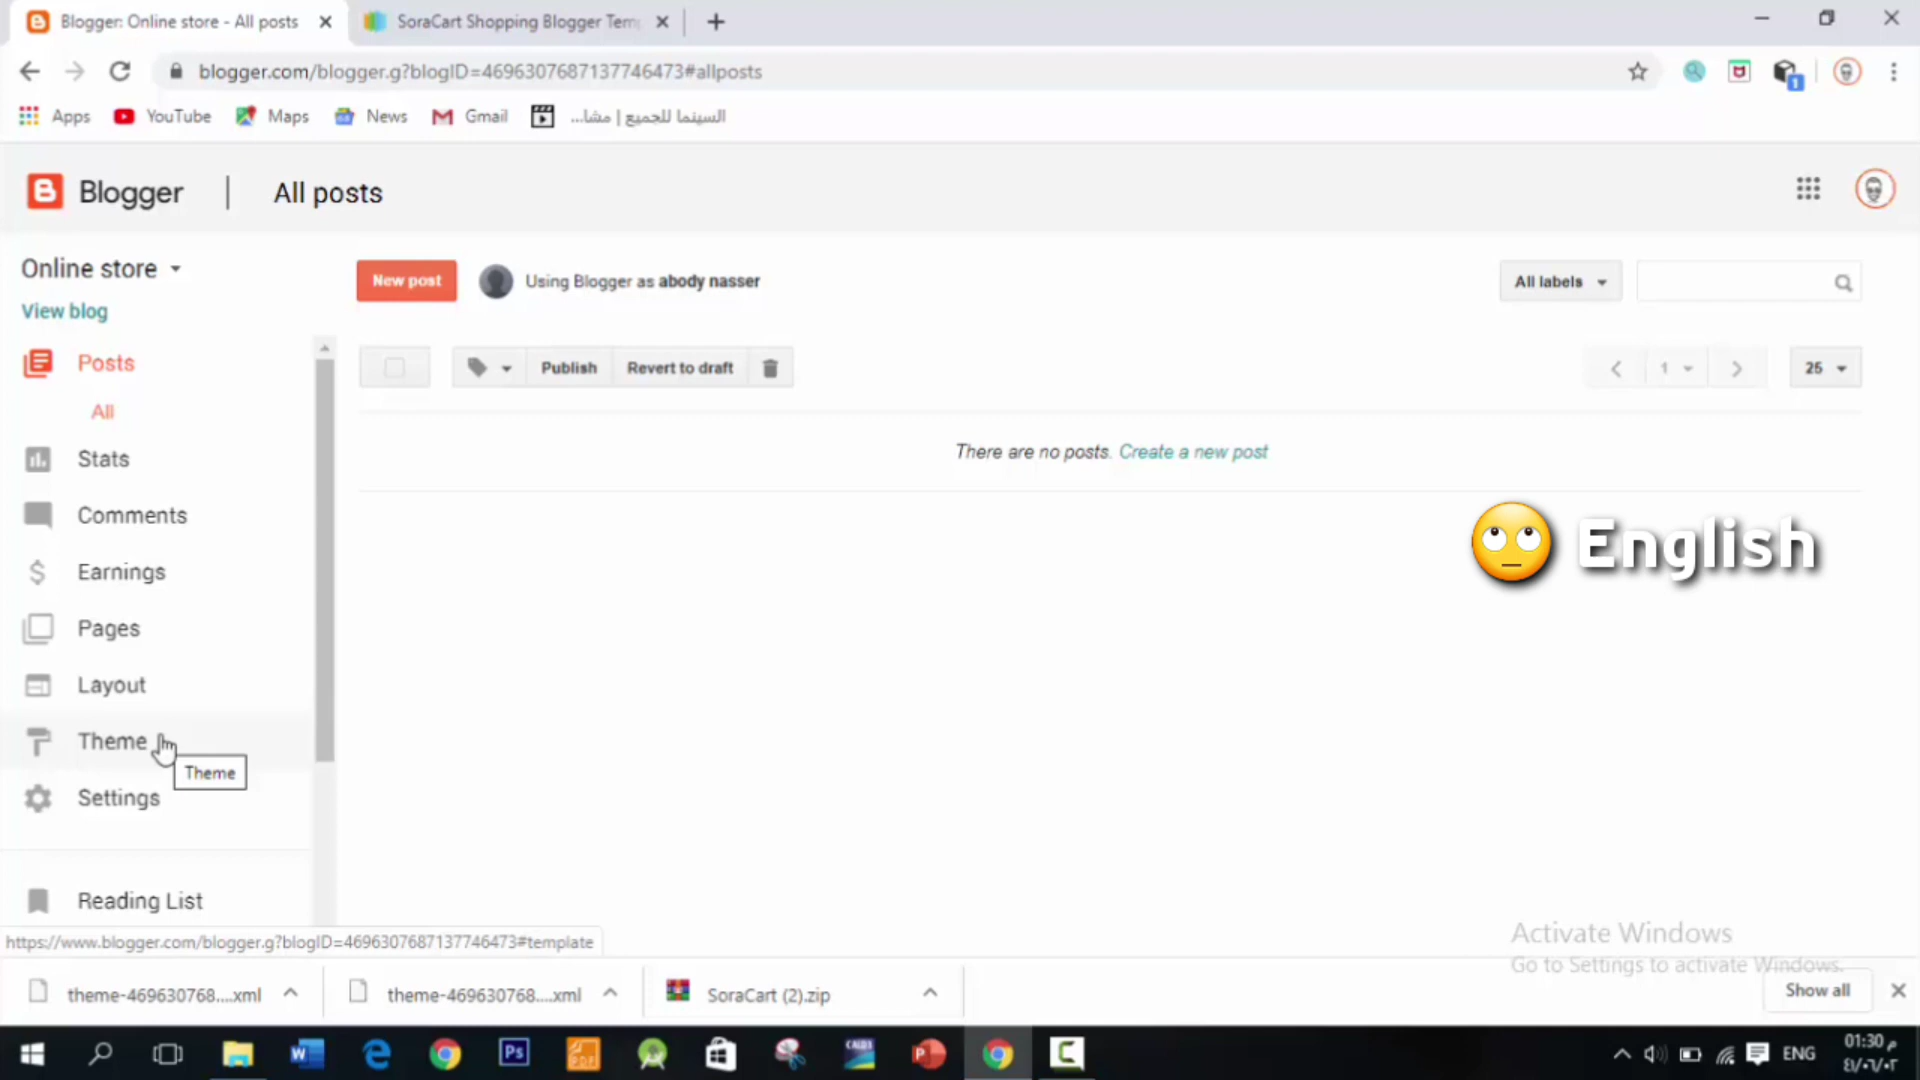 Blogger: Online store - All posts
SoraCart Shopping Blogger Tem
blogger.com/blogger.g?blogID=4696307687137746473#allposts
1
Apps
YouTube
Maps
News
Gmail
السينما للجميع | مشا...
Blogger
All posts
Online store
View blog
New post
Using Blogger as abody nasser
All labels
Posts
All
Publish
Revert to draft
1
25
There are no posts. Create a new post
Stats
Comments
Earnings
English
Pages
Layout
Theme
Theme
Settings
Reading List
https://www.blogger.com/blogger.g?blogID=4696307687137746473#template
Activate Windows
Go to Settings to activate Windows.
theme-469630768....xml
theme-469630768....xml
SoraCart (2).zip
Show all
Ps
PDF
ENG
01:30 م